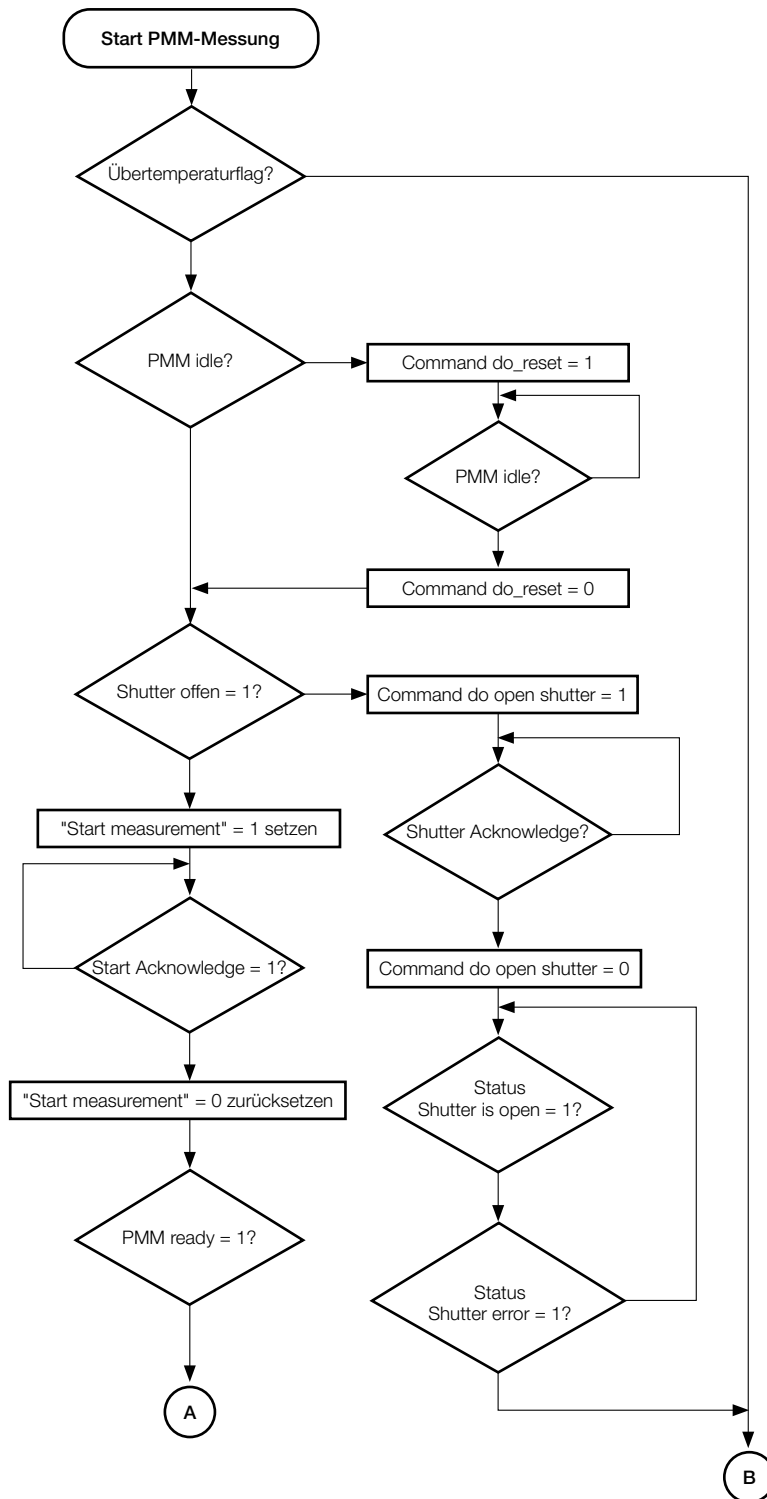 Start PMM-Messung
Übertemperaturflag?
PMM idle?
Command do_reset = 1
PMM idle?
Command do_reset = 0
Shutter offen = 1?
Command do open shutter = 1
"Start measurement" = 1 setzen
Shutter Acknowledge?
Start Acknowledge = 1?
Command do open shutter = 0
"Start measurement" = 0 zurücksetzen
Status
Shutter is open = 1?
PMM ready = 1?
Status
Shutter error = 1?
A
B